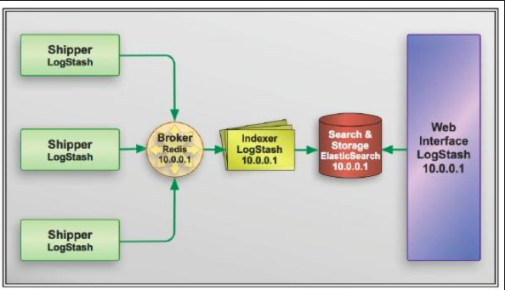 Shipper
LogStash
Shipper
LogStash
Shipper
LogStash
Broker
Redis
10.0.0.1
Indexer
LogStash
10.0.0.1
Search &
Storage
ElasticSearch
10.0.0.1
Web
Interface
LogStash
10.0.0.1